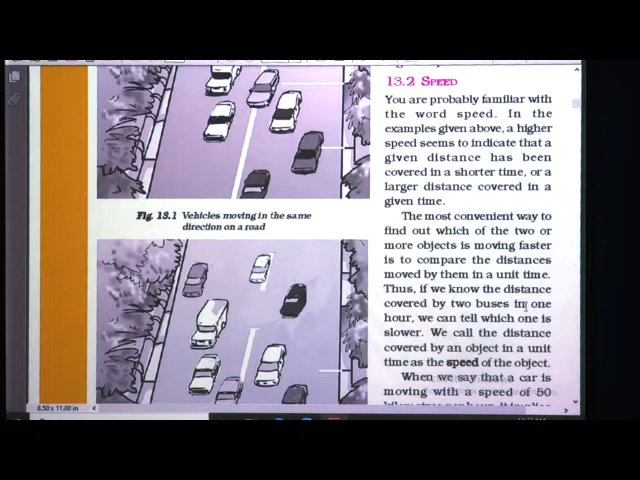 13.2 SPEED
You are probably familiar with
the word speed. In the
examples given above, a higher
speed seems to indicate that a
given distance has been
covered in a shorter time, or a
larger distance covered in a
given time.
The most convenient way to
find out which of the two or
more objects is moving faster
is to compare the distances
moved by them in a unit time.
Thus, if we know the distance
covered by two buses in one
hour, we can tell which one is
slower. We call the distance
covered by an object in a unit
time as the speed of the object.
When we say that a car is
moving with a speed of 50
Fig. 13.1 Vehicles moving in the same
direction on a road
8.50 x 11.00 in